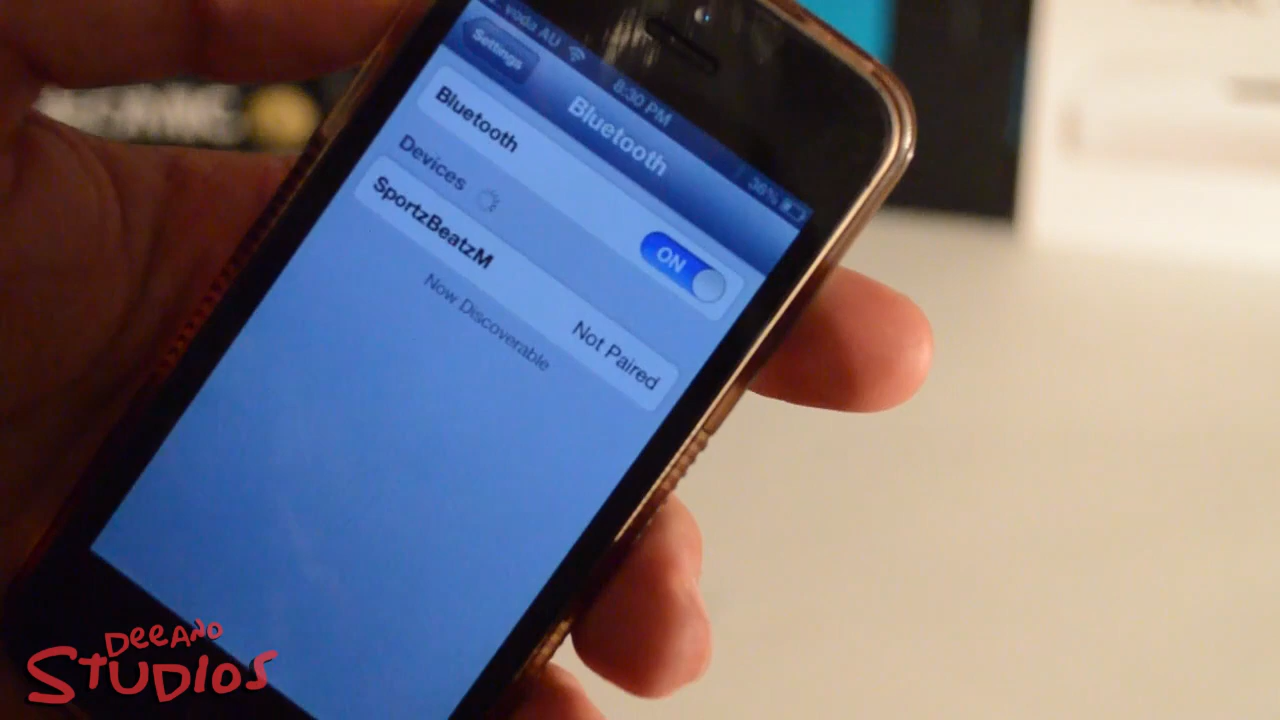 voda AU
8:30 PM
36%
Settings
Bluetooth
Bluetooth
ON
Devices
SportzBeatzM
Not Paired
Now Discoverable
DEEANO
STUDIOS